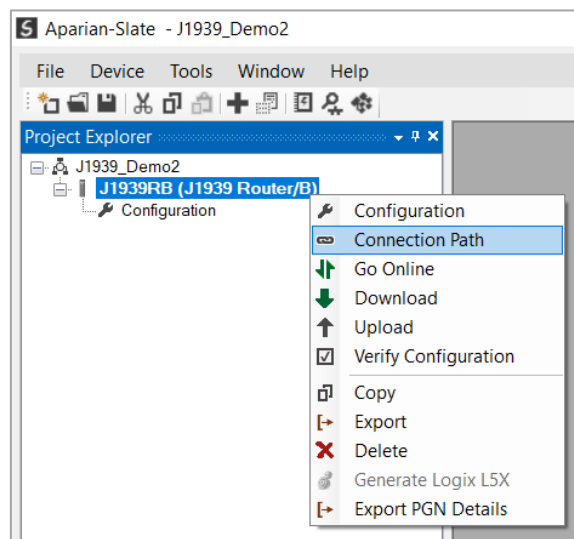 S Aparian-Slate - J1939_Demo2
File Device Tools Window Help
Project Explorer
J1939_Demo2
J1939RB (J1939 Router/B)
Configuration
Configuration
Connection Path
Go Online
Download
Upload
Verify Configuration
Copy
Export
Delete
Generate Logix L5X
Export PGN Details